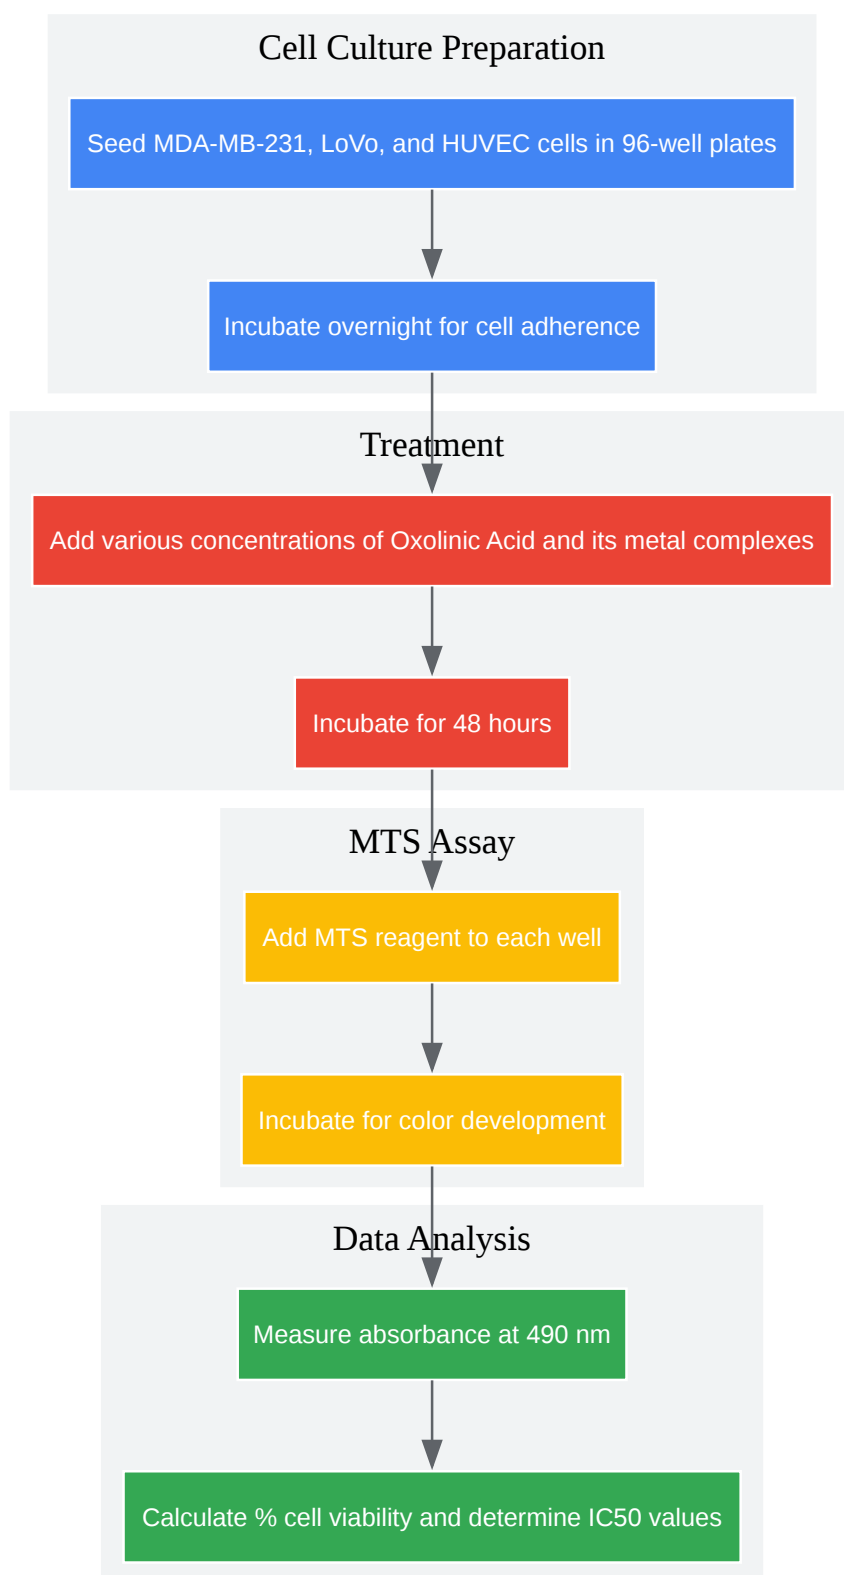 Cell Culture Preparation
Seed MDA-MB-231, LoVo, and HUVEC cells in 96-well plates
Incubate overnight for cell adherence
Treatment
Add various concentrations of Oxolinic Acid and its metal complexes
Incubate for 48 hours
MTS Assay
Add MTS reagent to each well
Incubate for color development
Data Analysis
Measure absorbance at 490 nm
Calculate % cell viability and determine IC50 values